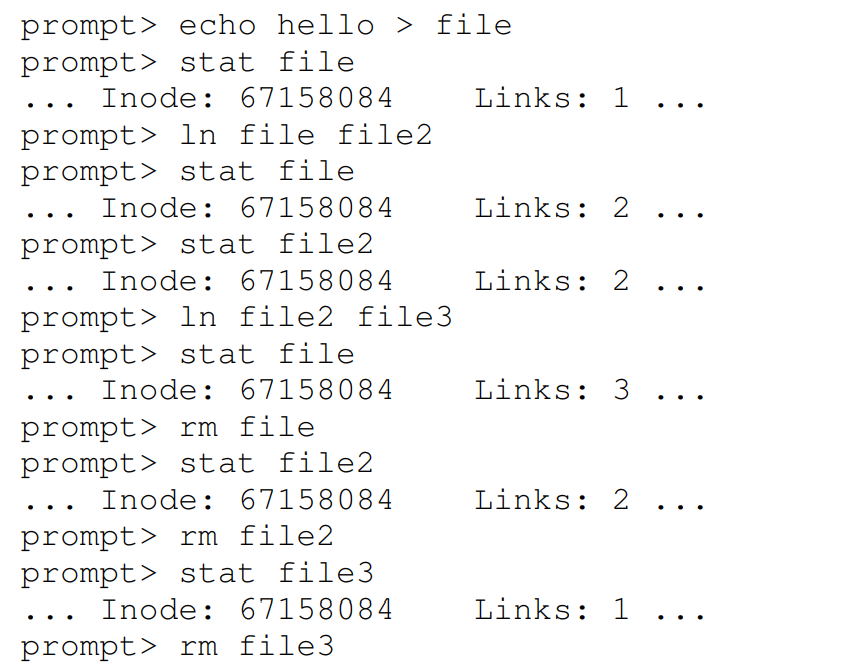 prompt> echo hello > file
prompt> stat file
... Inode: 67158084    Links: 1 ...
prompt> ln file file2
prompt> stat file
... Inode: 67158084    Links: 2 ...
prompt> stat file2
... Inode: 67158084    Links: 2 ...
prompt> ln file2 file3
prompt> stat file
... Inode: 67158084    Links: 3 ...
prompt> rm file
prompt> stat file2
... Inode: 67158084    Links: 2 ...
prompt> rm file2
prompt> stat file3
... Inode: 67158084    Links: 1 ...
prompt> rm file3